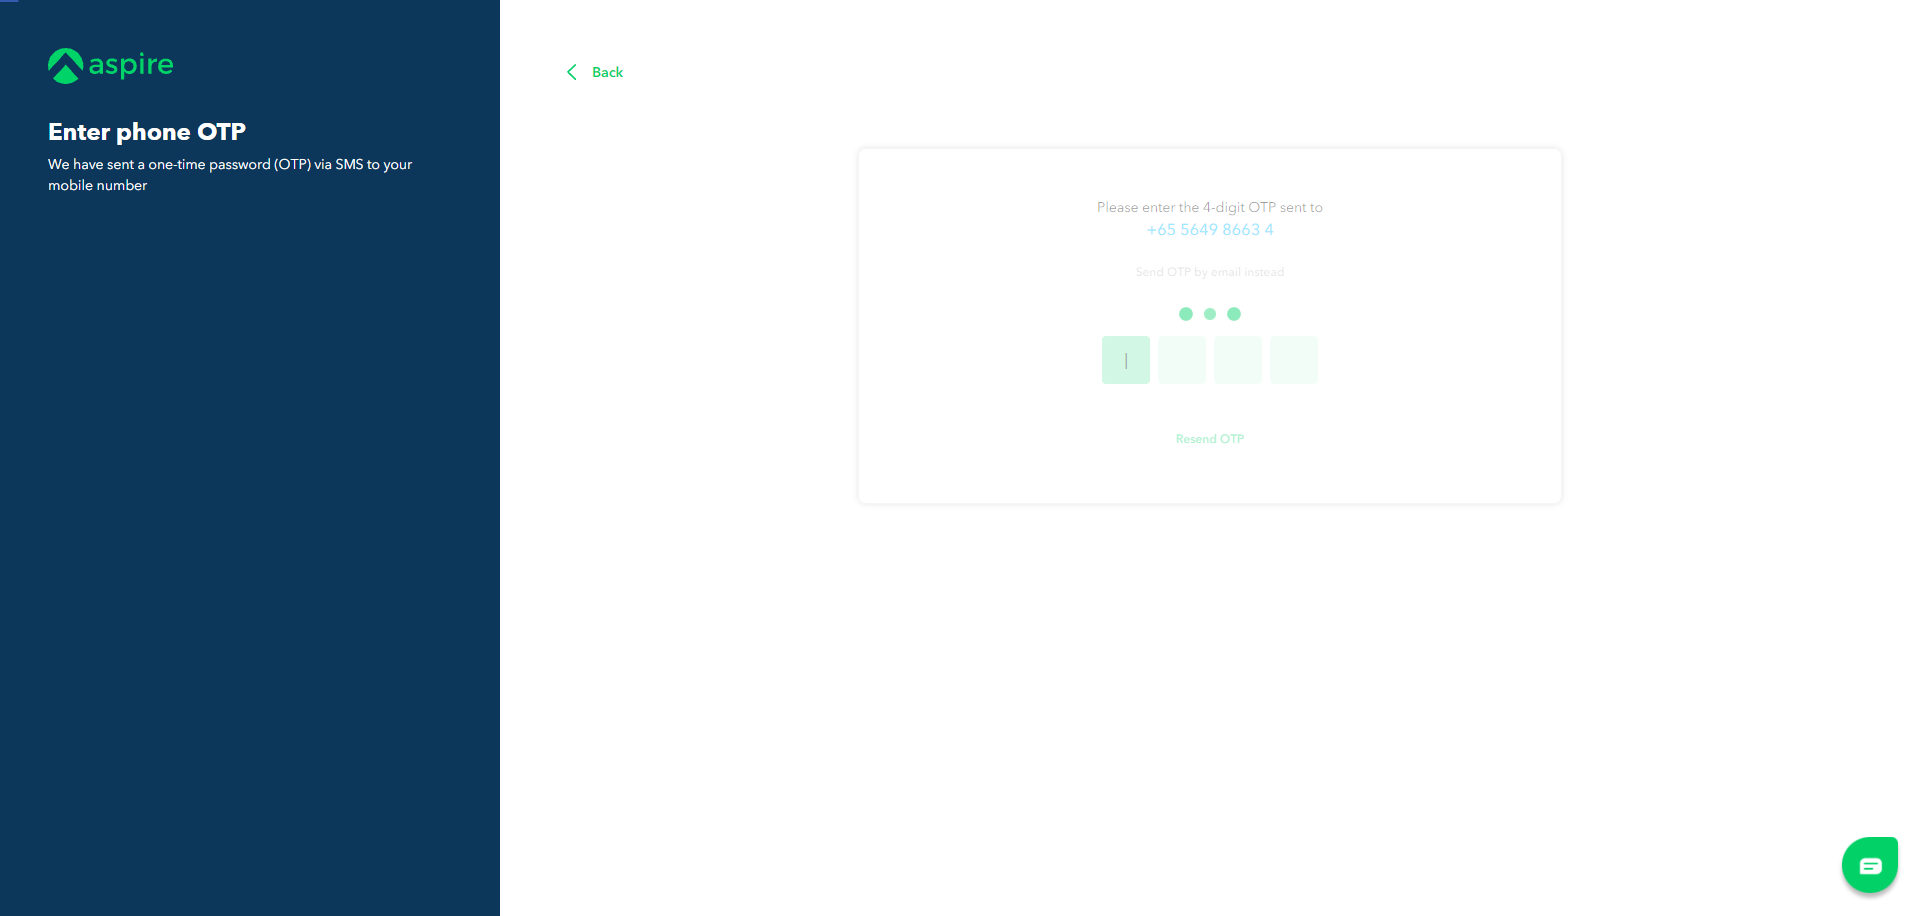 aspire
Enter phone OTP
We have sent a one-time password (OTP) via SMS to your
mobile number
Back
Please enter the 4-digit OTP sent to
+65 5649 8663 4
Send OTP by email instead
Resend OTP